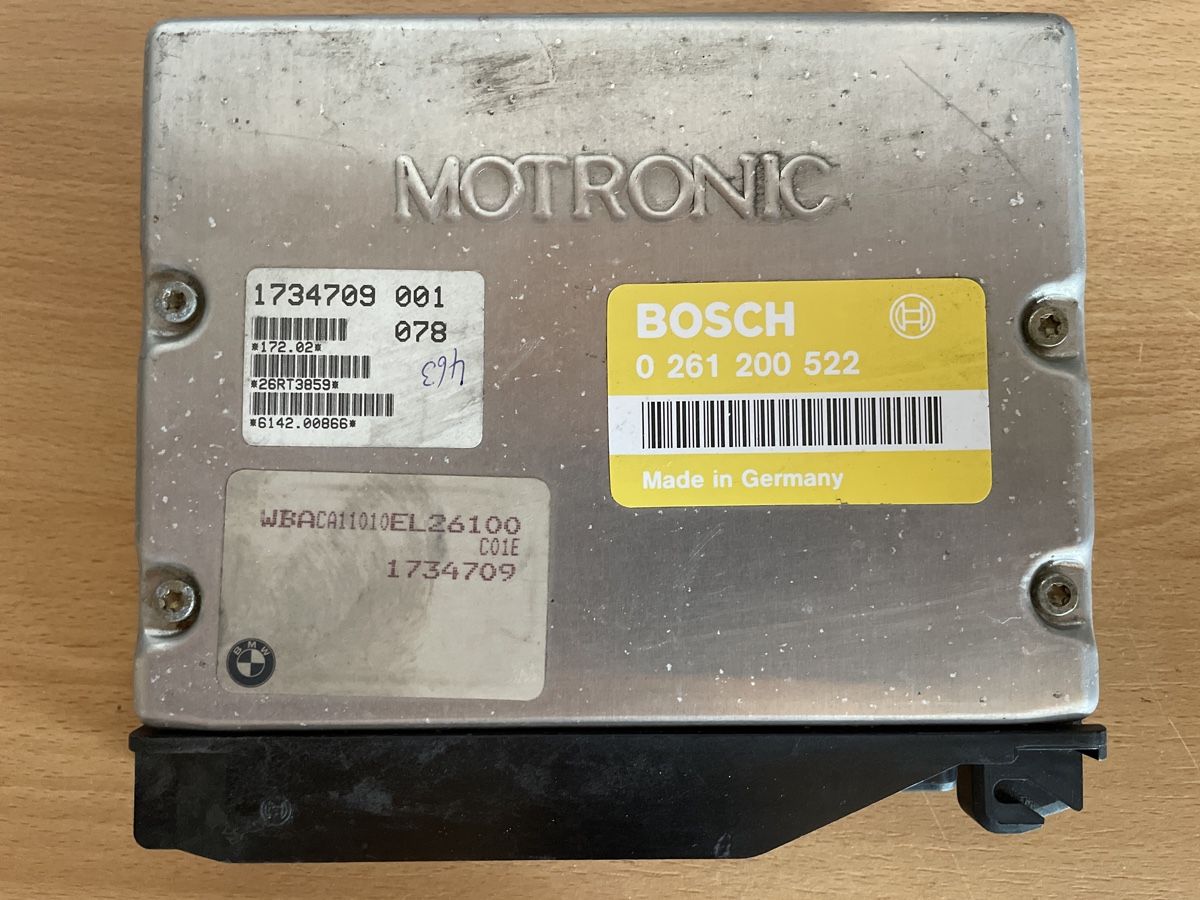 MOTRONIC
1734709 001
078
*172.02*
*26RT3859*
463
*6142.00866*
BOSCH
0 261 200 522
Made in Germany
WBACA11010EL26100
C01E
1734709
BMW